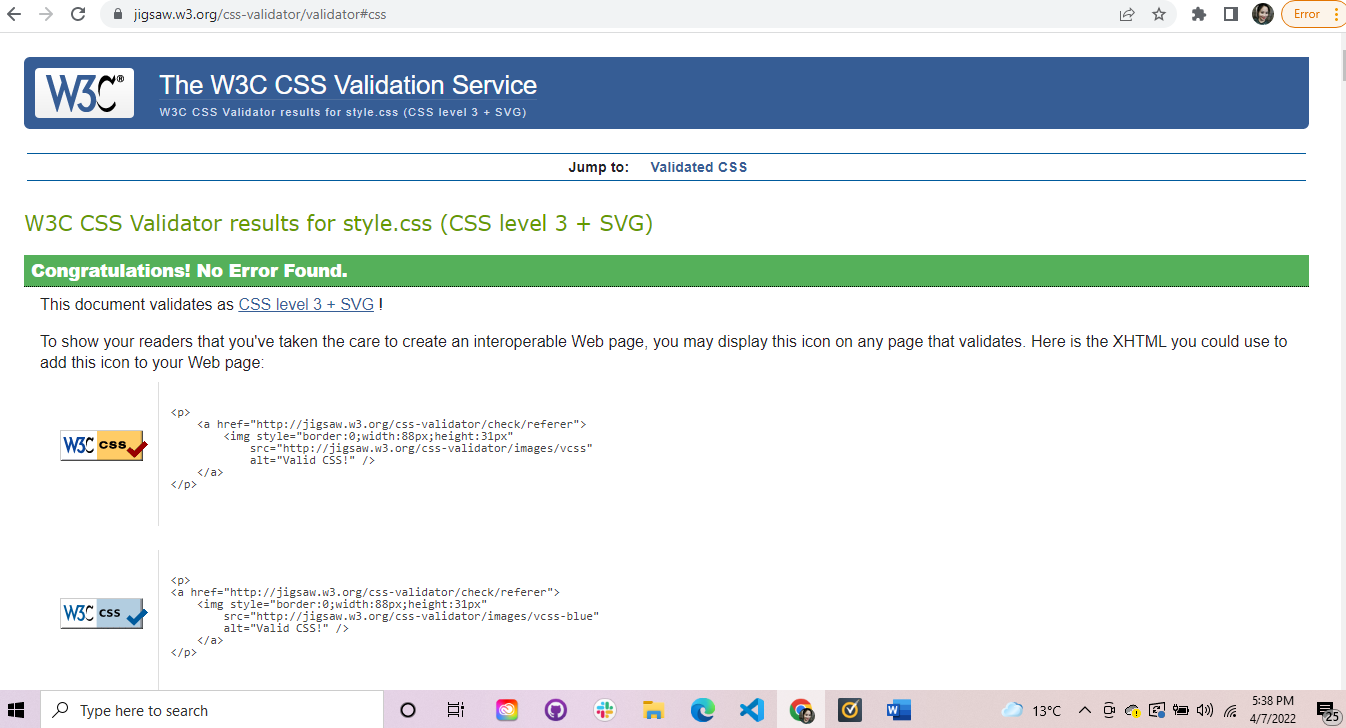 jigsaw.w3.org/css-validator/validator#css
Error
W3C®
The W3C CSS Validation Service
W3C CSS Validator results for style.css (CSS level 3 + SVG)
Jump to: Validated CSS
W3C CSS Validator results for style.css (CSS level 3 + SVG)
Congratulations! No Error Found.
This document validates as CSS level 3 + SVG !
To show your readers that you've taken the care to create an interoperable Web page, you may display this icon on any page that validates. Here is the XHTML you could use to
add this icon to your Web page:
W3C css
<p>
<a href="http://jigsaw.w3.org/css-validator/check/referer">
<img style="border:0;width:88px;height:31px"
src="http://jigsaw.w3.org/css-validator/images/vcss"
alt="Valid CSS!" />
</a>
</p>
W3C css
<p>
<a href="http://jigsaw.w3.org/css-validator/check/referer">
<img style="border:0;width:88px;height:31px"
src="http://jigsaw.w3.org/css-validator/images/vcss-blue"
alt="Valid CSS!" />
</a>
</p>
Type here to search
13°C
5:38 PM
4/7/2022
25